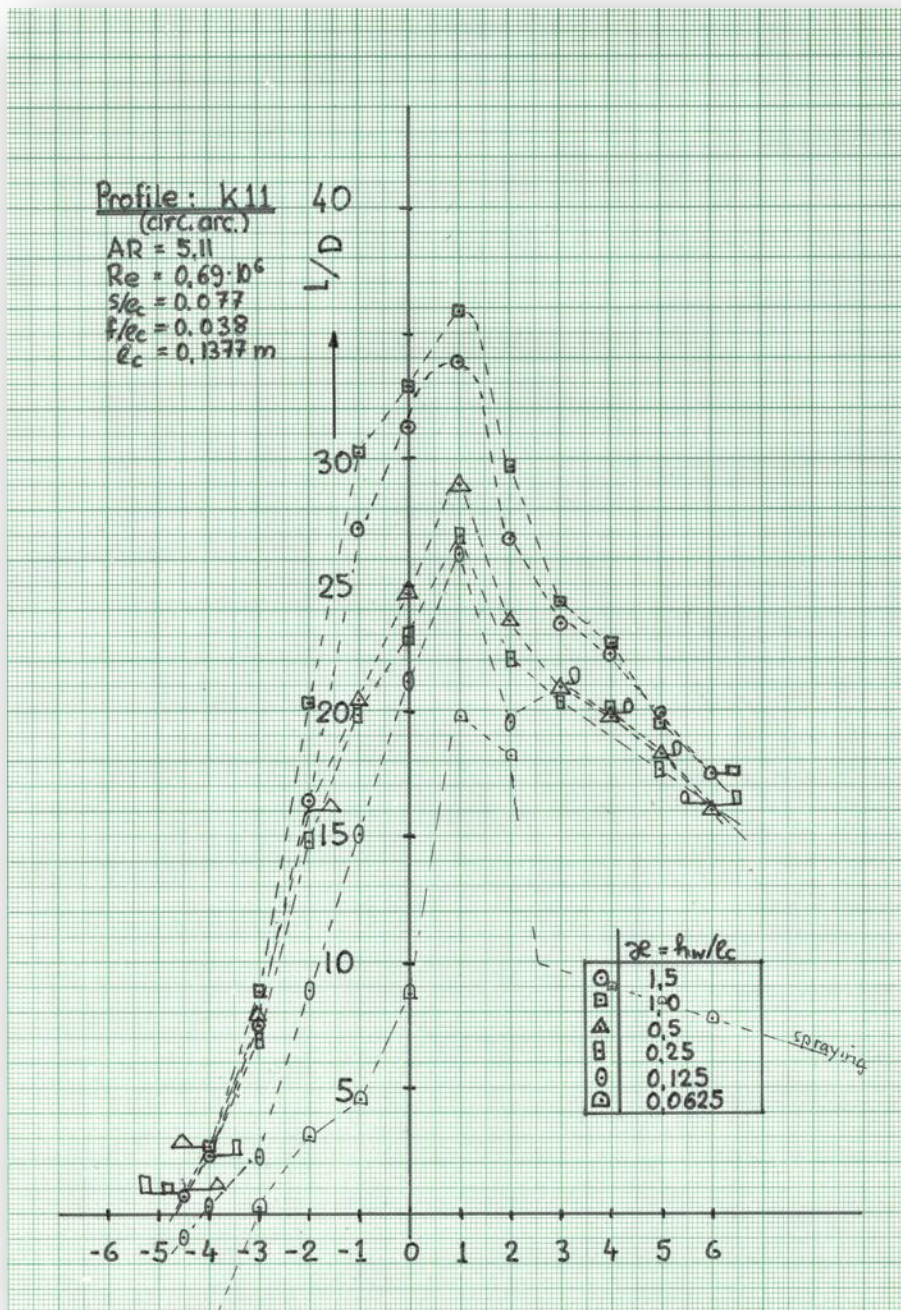 Profile: k11
(circ. arc.)
AR = 5,11
Re = 0,69·10⁶
s/ℓc = 0.077
f/ℓc = 0.038
ℓc = 0,1377 m
40
L/D
30
25
20
15
10
5
-6 -5 -4 -3 -2 -1 0 1 2 3 4 5 6
ϰ = hw/ℓc
1,5
1,0
0,5
0,25
0,125
0,0625
spraying